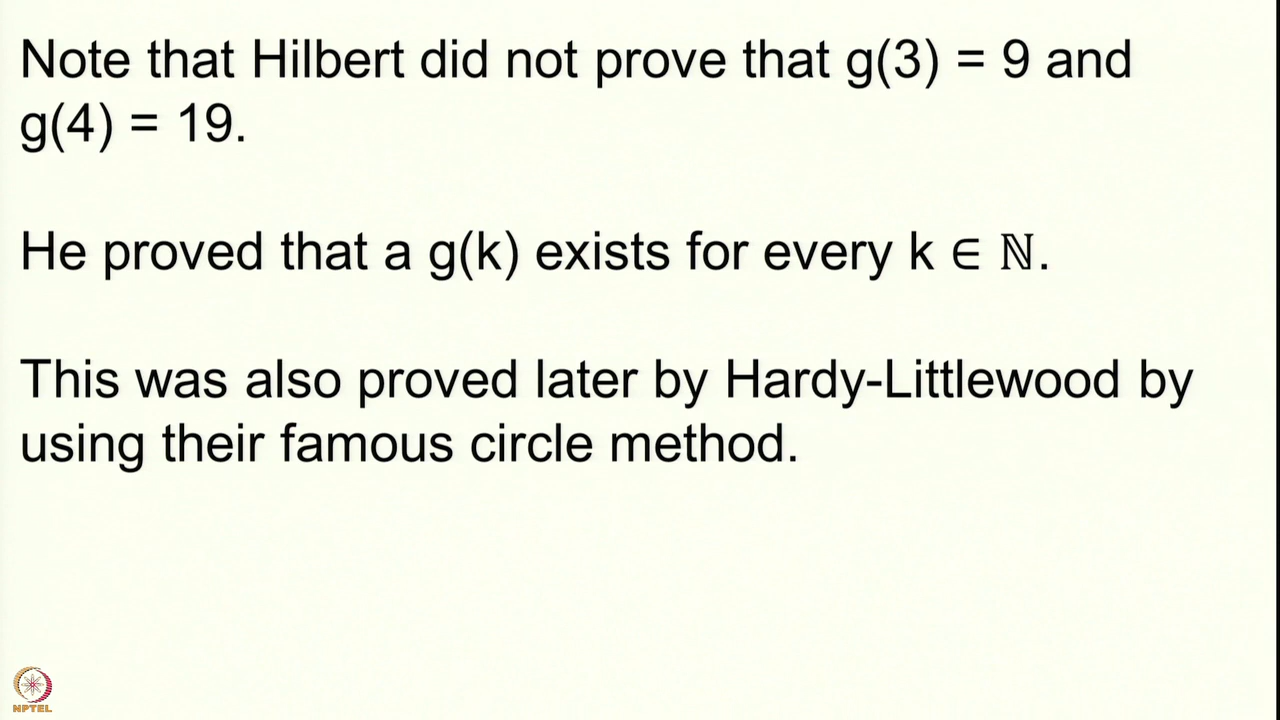 Note that Hilbert did not prove that g(3) = 9 and
g(4) = 19.
He proved that a g(k) exists for every k ∈ ℕ.
This was also proved later by Hardy-Littlewood by
using their famous circle method.
NPTEL